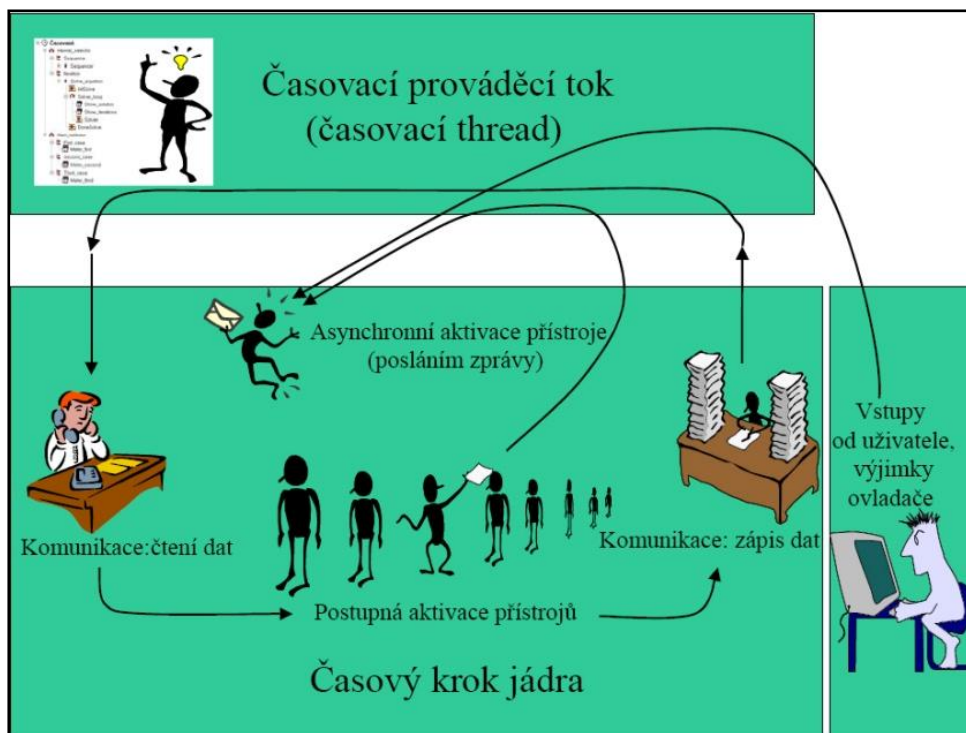 Časovací prováděcí tok
(časovací thread)
Asynchronní aktivace přístroje
(posláním zprávy)
Vstupy
od uživatele,
výjimky
ovladače
Komunikace:čtení dat
Komunikace: zápis dat
Postupná aktivace přístrojů
Časový krok jádra